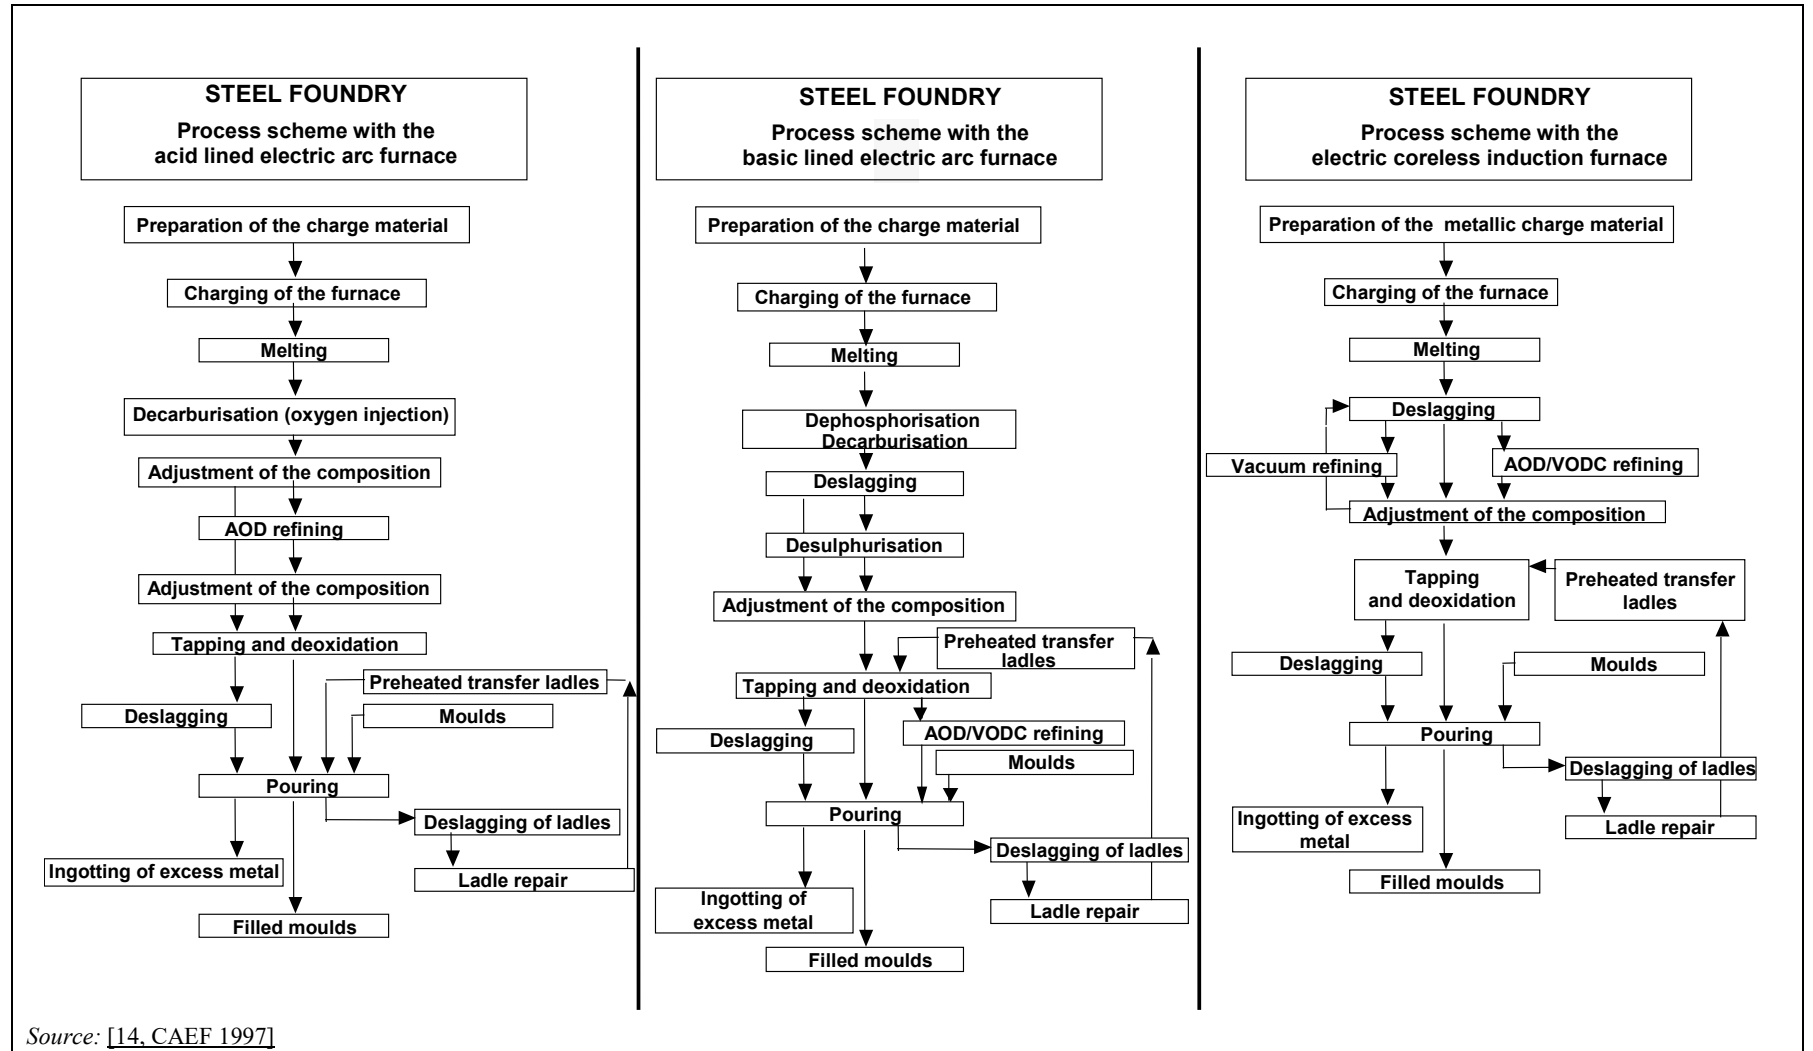 STEEL FOUNDRY
Process scheme with the
acid lined electric arc furnace
Preparation of the charge material
Charging of the furnace
Melting
Decarburisation (oxygen injection)
Adjustment of the composition
AOD refining
Adjustment of the composition
Tapping and deoxidation
Preheated transfer ladles
Deslagging
Moulds
Pouring
Deslagging of ladles
Ingotting of excess metal
Ladle repair
Filled moulds
STEEL FOUNDRY
Process scheme with the
basic lined electric arc furnace
Preparation of the charge material
Charging of the furnace
Melting
Dephosphorisation
Decarburisation
Deslagging
Desulphurisation
Adjustment of the composition
Preheated transfer
ladles
Tapping and deoxidation
Deslagging
AOD/VODC refining
Moulds
Pouring
Deslagging of ladles
Ingotting of
excess metal
Ladle repair
Filled moulds
STEEL FOUNDRY
Process scheme with the
electric coreless induction furnace
Preparation of the metallic charge material
Charging of the furnace
Melting
Deslagging
Vacuum refining
AOD/VODC refining
Adjustment of the composition
Tapping
and deoxidation
Preheated transfer
ladles
Deslagging
Moulds
Pouring
Deslagging of ladles
Ingotting of excess
metal
Ladle repair
Filled moulds
Source: [14, CAEF 1997]